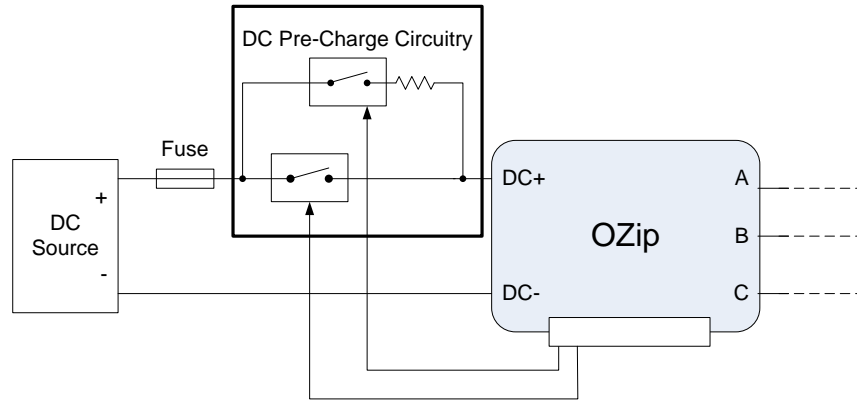 DC Pre-Charge Circuitry
Fuse
+
DC
Source
-
DC+
DC-
OZip
A
B
C